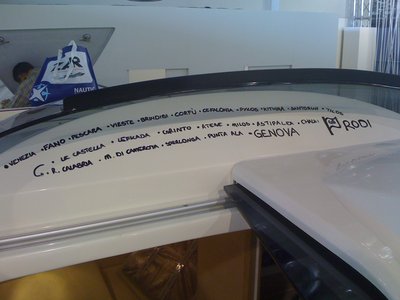 NAUTIC
VENEZIA • FANO • PESCARA • VIESTE • BRINDISI • CORFÙ • CEFALONIA • PYLOS • KITHIRA • SANTORINI • TILOS
LE CASTELLA • LEFKADA • CORINTO • ATENE • MILOS • ASTIPALEA • CHALKI RODI
R. CALABRIA • M. DI CAMEROTA • SPERLONGA • PUNTA ALA • GENOVA